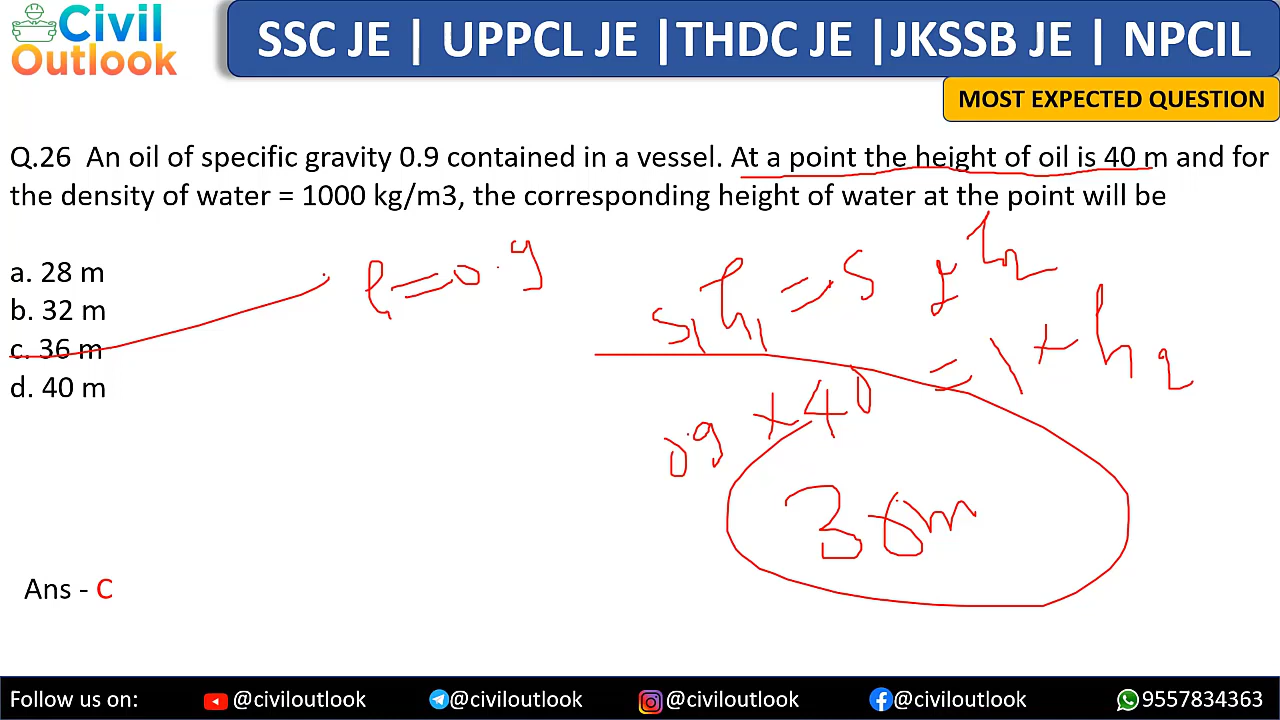 Civil
Outlook
SSC JE | UPPCL JE |THDC JE |JKSSB JE | NPCIL
MOST EXPECTED QUESTION
Q.26 An oil of specific gravity 0.9 contained in a vessel. At a point the height of oil is 40 m and for
the density of water = 1000 kg/m3, the corresponding height of water at the point will be
a. 28 m
b. 32 m
c. 36 m
d. 40 m
= 0.9
S1h1 = S2h2
0.9 × 40 = 1 × h2
36m
Ans - C
Follow us on:
@civiloutlook
@civiloutlook
@civiloutlook
@civiloutlook
9557834363